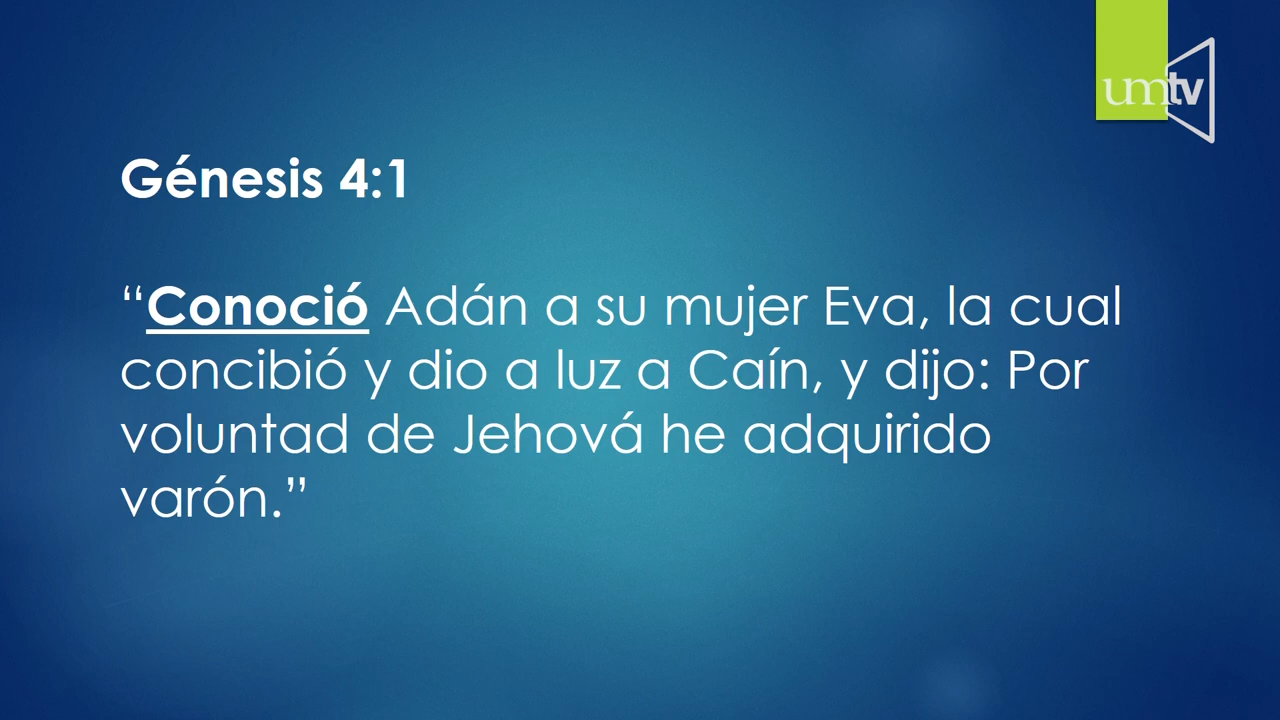 umtv
Génesis 4:1
“Conoció Adán a su mujer Eva, la cual
concibió y dio a luz a Caín, y dijo: Por
voluntad de Jehová he adquirido
varón.”